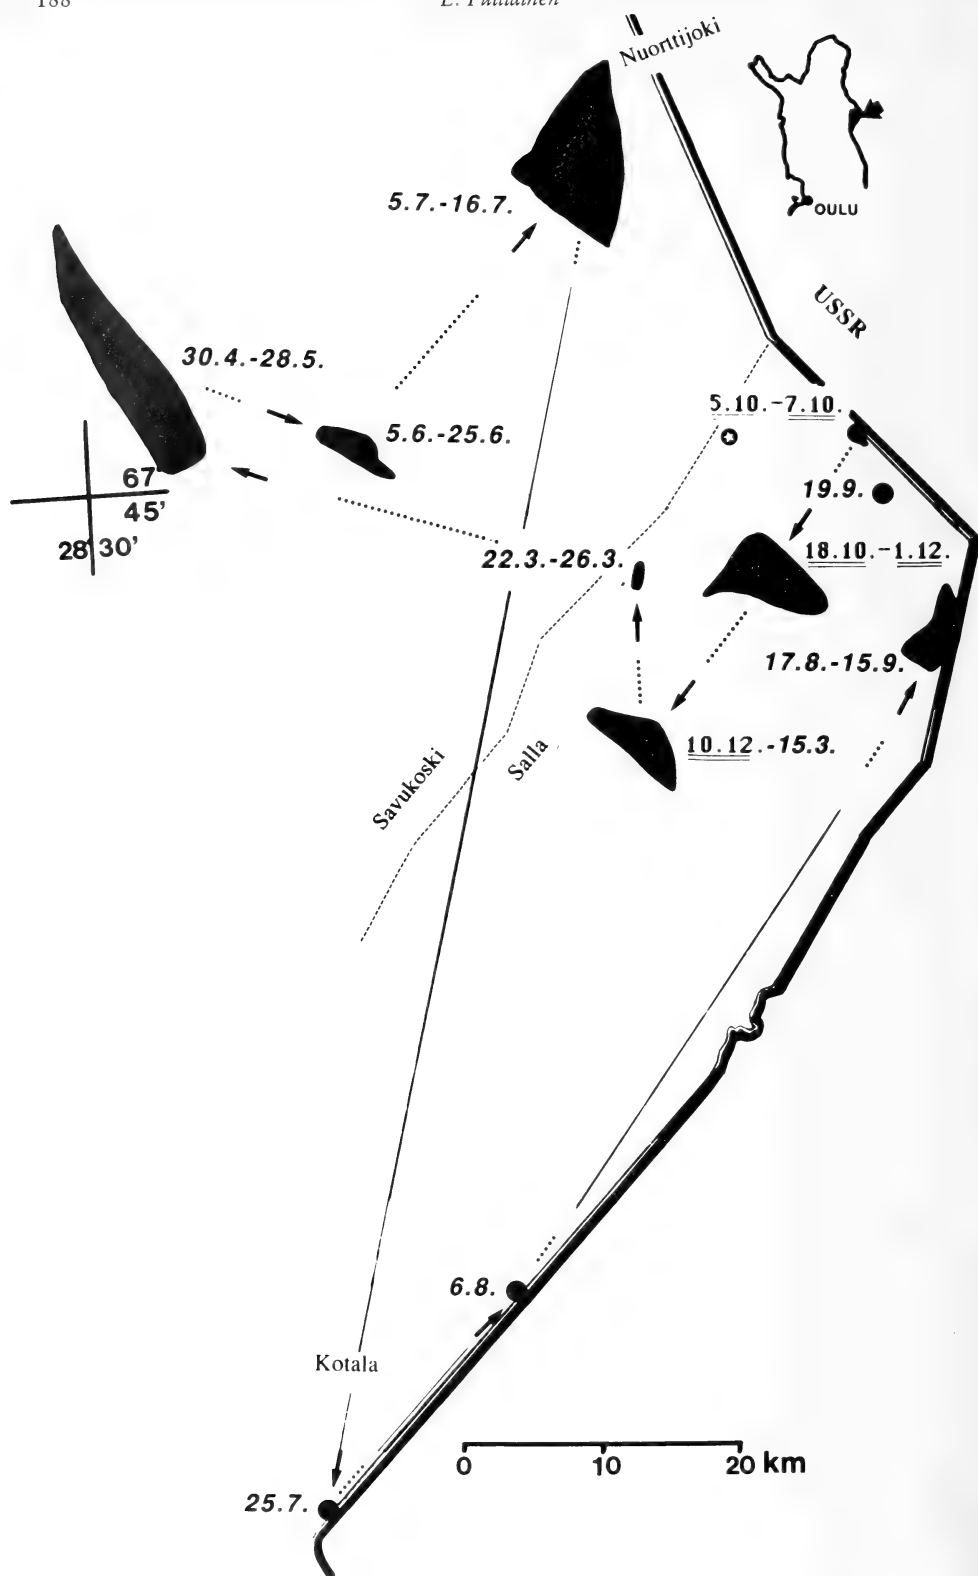 188
E. Pulliainen
Nuorttijoki
OULU
5.7.-16.7.
USSR
30.4.-28.5.
5.10.-7.10.
5.6.-25.6.
67
45'
28 30'
19.9.
22.3.-26.3.
18.10.-1.12.
17.8.-15.9.
10.12.-15.3.
Savukoski
Salla
6.8.
Kotala
0 10 20 km
25.7.